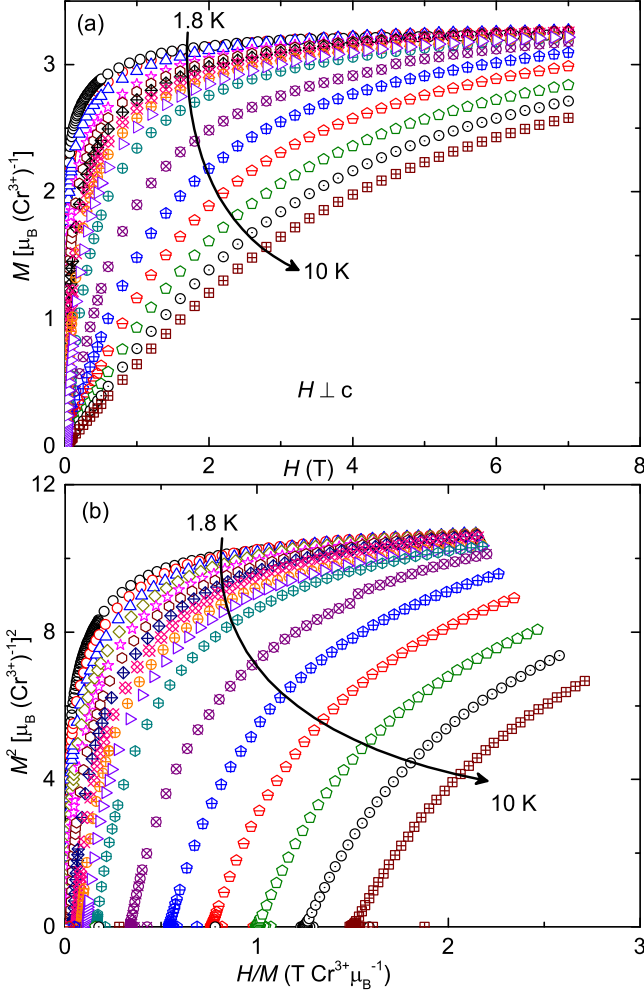 (a)
1.8 K
3
2
1
0
M [μB (Cr³⁺)⁻¹]
10 K
H ⊥ c
0 2 4 6 8
H (T)
12
(b)
1.8 K
8
4
0
M² [μB (Cr³⁺)⁻¹]²
10 K
0 1 2 3
H/M (T Cr³⁺μB⁻¹)